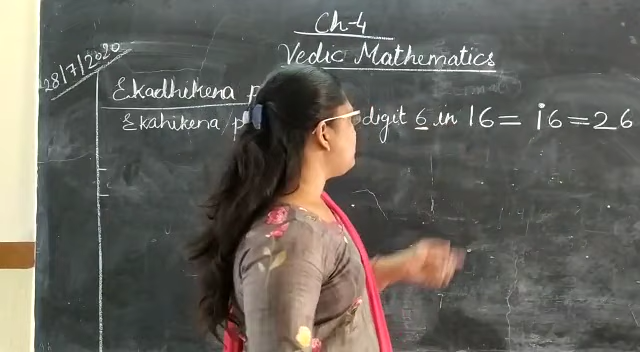 Ch-4
Vedic Mathematics
28/7/2020
Ekadhikena p
Ekahikena/p digit 6 in 16 = i6 = 26